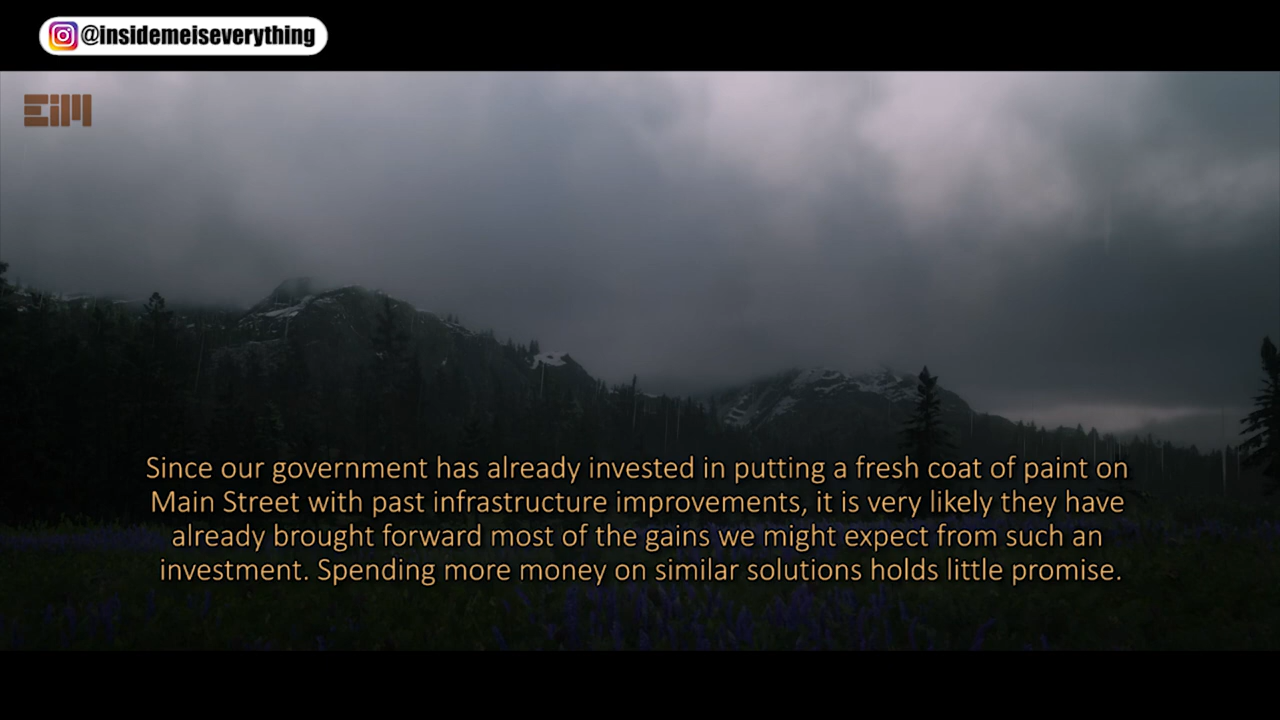 @insidemeiseverything
EiM
Since our government has already invested in putting a fresh coat of paint on
Main Street with past infrastructure improvements, it is very likely they have
already brought forward most of the gains we might expect from such an
investment. Spending more money on similar solutions holds little promise.